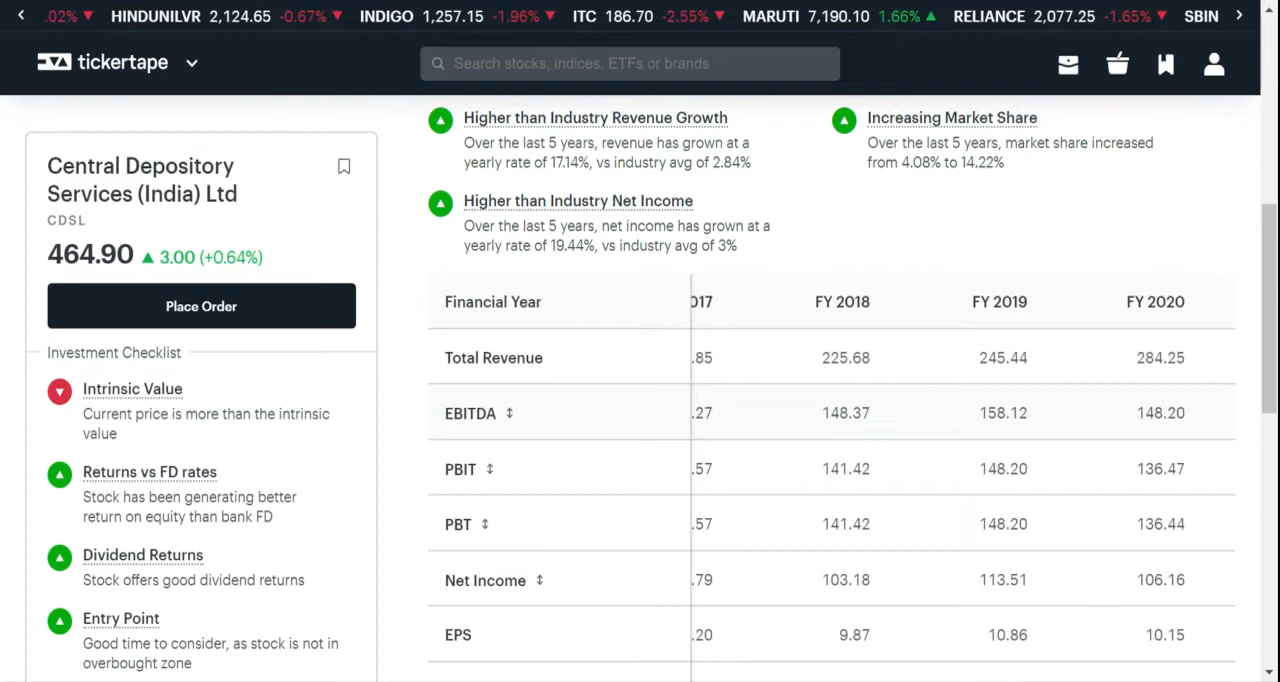 .02% ▼ HINDUNILVR 2,124.65 -0.67% ▼ INDIGO 1,257.15 -1.96% ▼ ITC 186.70 -2.55% ▼ MARUTI 7,190.10 1.66% ▲ RELIANCE 2,077.25 -1.65% ▼ SBIN
tickertape
Search stocks, indices, ETFs or brands
Central Depository
Services (India) Ltd
CDSL
464.90 ▲ 3.00 (+0.64%)
Place Order
Investment Checklist
Intrinsic Value
Current price is more than the intrinsic
value
Returns vs FD rates
Stock has been generating better
return on equity than bank FD
Dividend Returns
Stock offers good dividend returns
Entry Point
Good time to consider, as stock is not in
overbought zone
Higher than Industry Revenue Growth
Over the last 5 years, revenue has grown at a
yearly rate of 17.14%, vs industry avg of 2.84%
Increasing Market Share
Over the last 5 years, market share increased
from 4.08% to 14.22%
Higher than Industry Net Income
Over the last 5 years, net income has grown at a
yearly rate of 19.44%, vs industry avg of 3%
Financial Year 017 FY 2018 FY 2019 FY 2020
Total Revenue .85 225.68 245.44 284.25
EBITDA .27 148.37 158.12 148.20
PBIT .57 141.42 148.20 136.47
PBT .57 141.42 148.20 136.44
Net Income .79 103.18 113.51 106.16
EPS .20 9.87 10.86 10.15